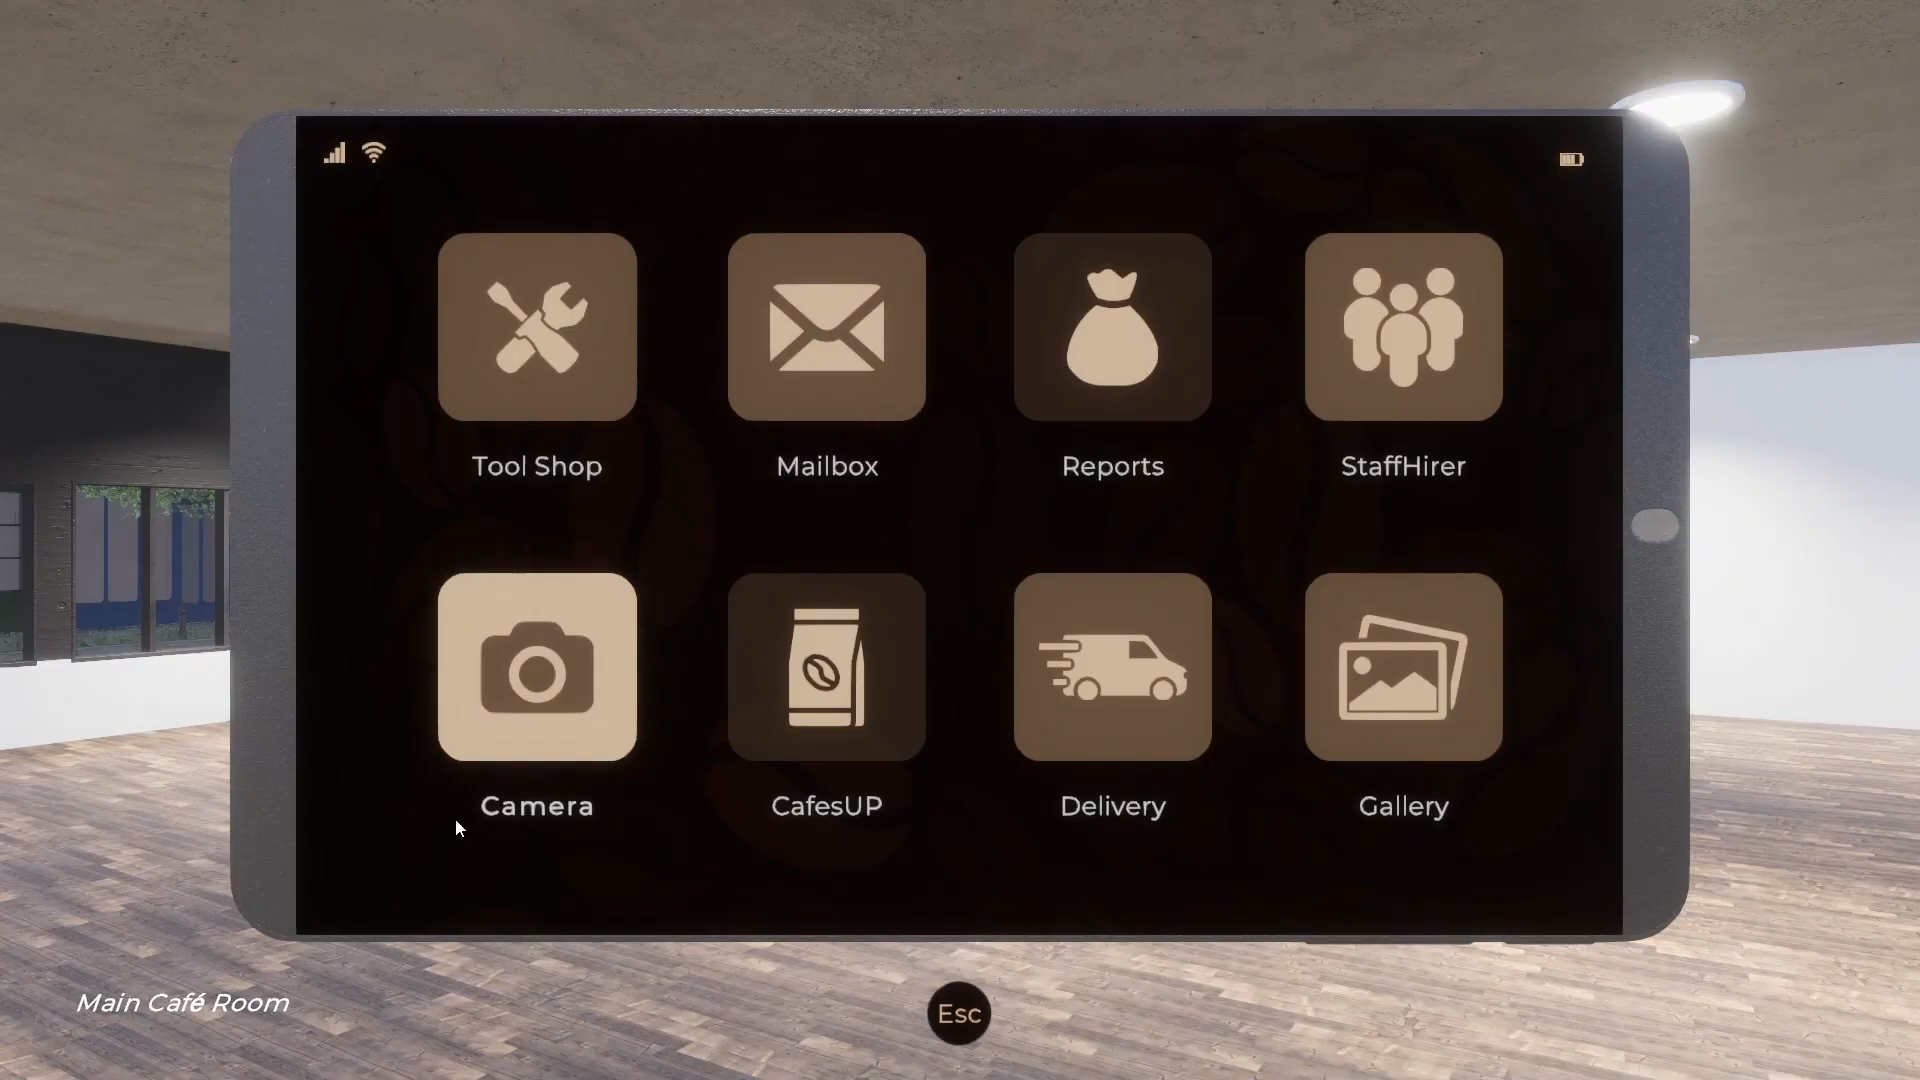 Tool Shop
Mailbox
Reports
StaffHirer
Camera
CafesUP
Delivery
Gallery
Main Café Room
Esc